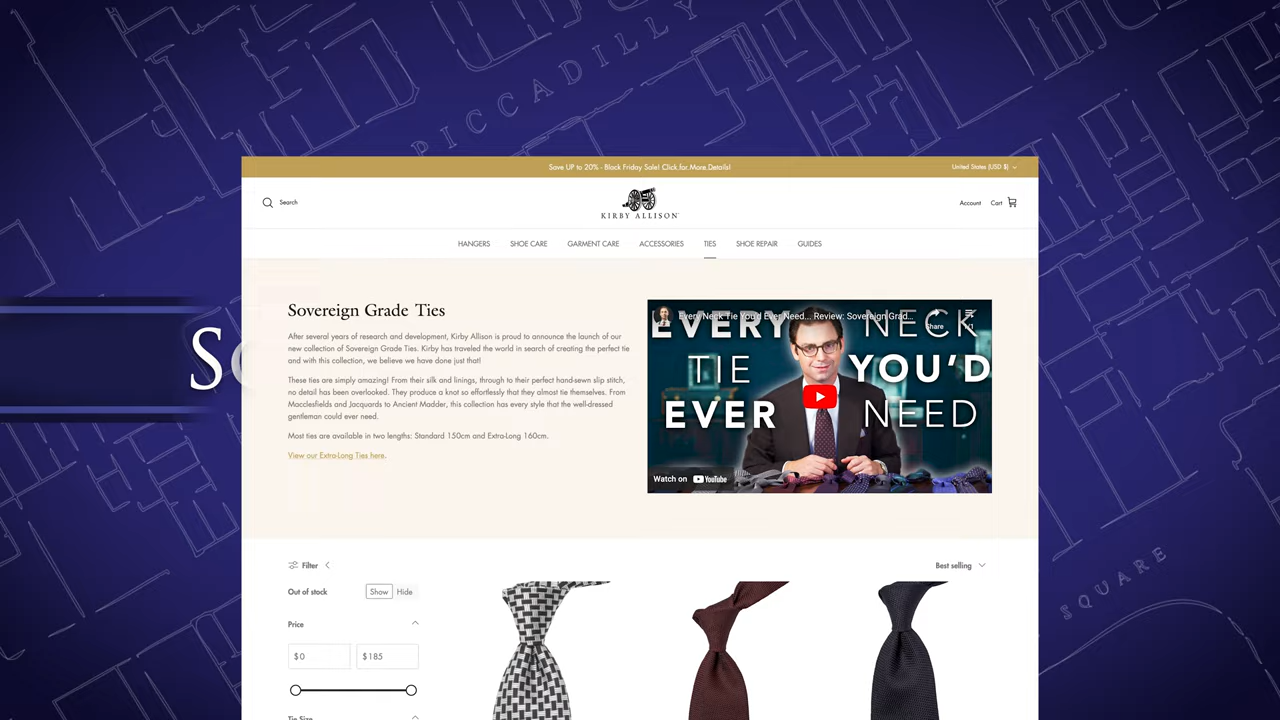 PICCADILLY
Save UP to 20% - Black Friday Sale! Click for More Details!
United States (USD $)
Search
KIRBY ALLISON
Account
Cart
HANGERS
SHOE CARE
GARMENT CARE
ACCESSORIES
TIES
SHOE REPAIR
GUIDES
Sovereign Grade Ties
After several years of research and development, Kirby Allison is proud to announce the launch of our
new collection of Sovereign Grade Ties. Kirby has traveled the world in search of creating the perfect tie
and with this collection, we believe we have done just that!
These ties are simply amazing! From their silk and linings, through to their perfect hand-sewn slip stitch,
no detail has been overlooked. They produce a knot so effortlessly that they almost tie themselves. From
Macclesfields and Jacquards to Ancient Madder, this collection has every style that the well-dressed
gentleman could ever need.
Most ties are available in two lengths: Standard 150cm and Extra-Long 160cm.
View our Extra-Long Ties here.
Every Neck Tie You'd Ever Need... Review: Sovereign Grad...
Share
EVERY NECK
TIE YOU'D
EVER NEED
Watch on YouTube
Filter
Best selling
Out of stock
Show
Hide
Price
$0
$185
Tie Size
SQUARE